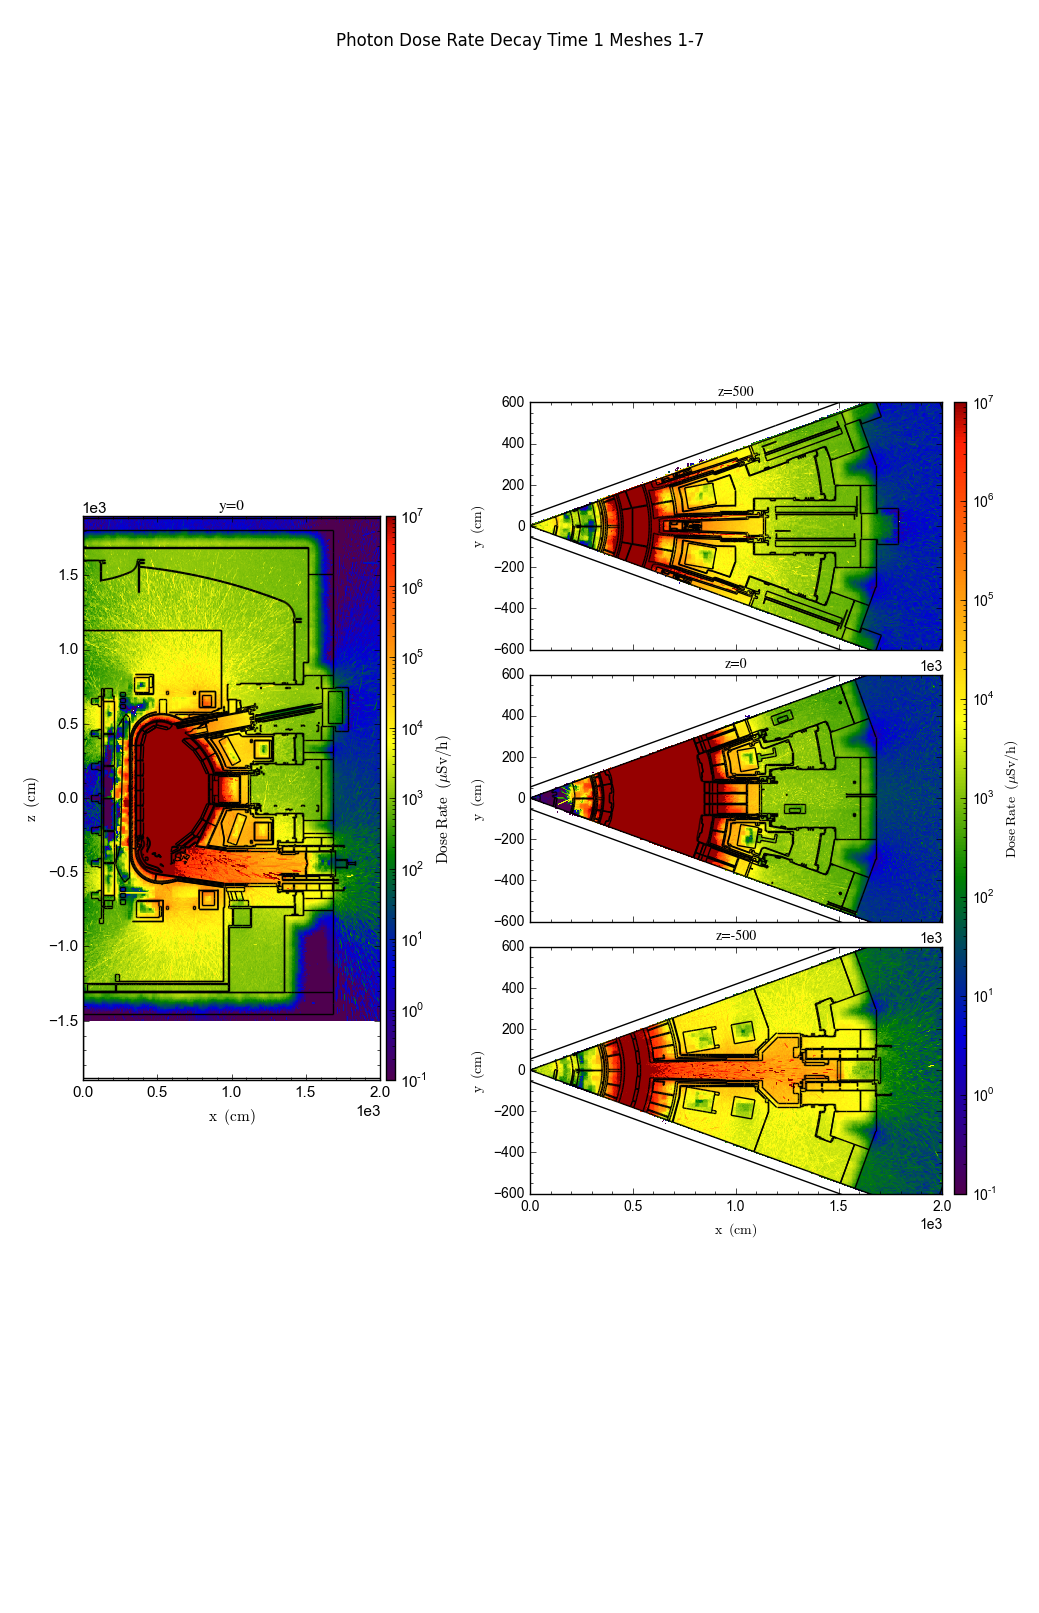 Photon Dose Rate Decay Time 1 Meshes 1-7
y=0
1e3
1.5
1.0
0.5
0.0
−0.5
−1.0
−1.5
z (cm)
0.0 0.5 1.0 1.5 2.0
1e3
x (cm)
10⁷
10⁶
10⁵
10⁴
10³
10²
10¹
10⁰
10⁻¹
Dose Rate (μSv/h)
z=500
600
400
200
0
−200
−400
−600
y (cm)
1e3
z=0
600
400
200
0
−200
−400
−600
y (cm)
1e3
z=-500
600
400
200
0
−200
−400
−600
y (cm)
0.0 0.5 1.0 1.5 2.0
1e3
x (cm)
10⁷
10⁶
10⁵
10⁴
10³
10²
10¹
10⁰
10⁻¹
Dose Rate (μSv/h)